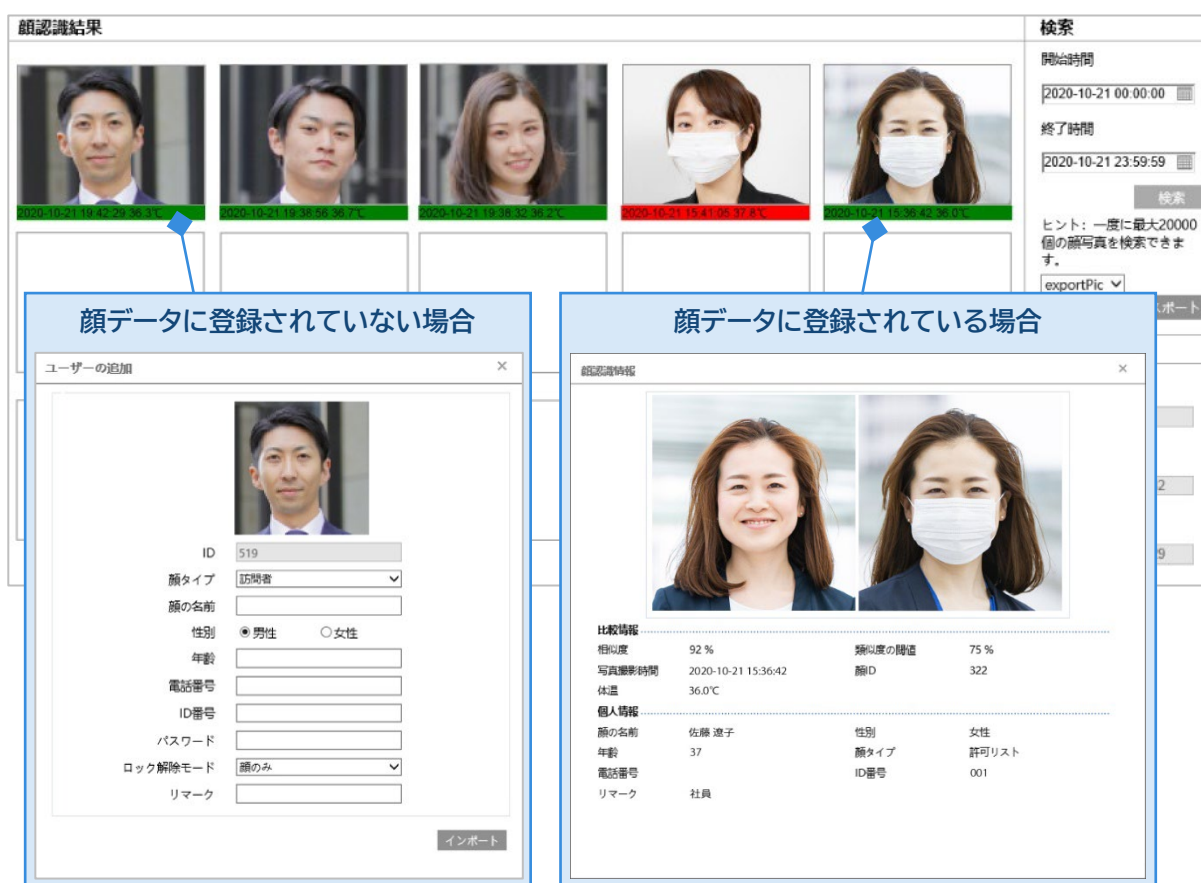 顔認識結果
検索
開始時間
2020-10-21 00:00:00
終了時間
2020-10-21 23:59:59
検索
ヒント: 一度に最大20000
個の顔写真を検索できま
す。
exportPic
スポート
2020-10-21 19:42:29 36.3℃
2020-10-21 19:38:56 36.7℃
2020-10-21 19:38:32 36.2℃
2020-10-21 15:41:05 37.8℃
2020-10-21 15:36:42 36.0℃
顔データに登録されていない場合
ユーザーの追加
ID 519
顔タイプ 訪問者
顔の名前
性別 男性 女性
年齢
電話番号
ID番号
パスワード
ロック解除モード 顔のみ
リマーク
インポート
顔データに登録されている場合
顔認識情報
比較情報
相似度 92 % 類似度の閾値 75 %
写真撮影時間 2020-10-21 15:36:42 顔ID 322
体温 36.0℃
個人情報
顔の名前 佐藤 遼子 性別 女性
年齢 37 顔タイプ 許可リスト
電話番号 ID番号 001
リマーク 社員
2
9